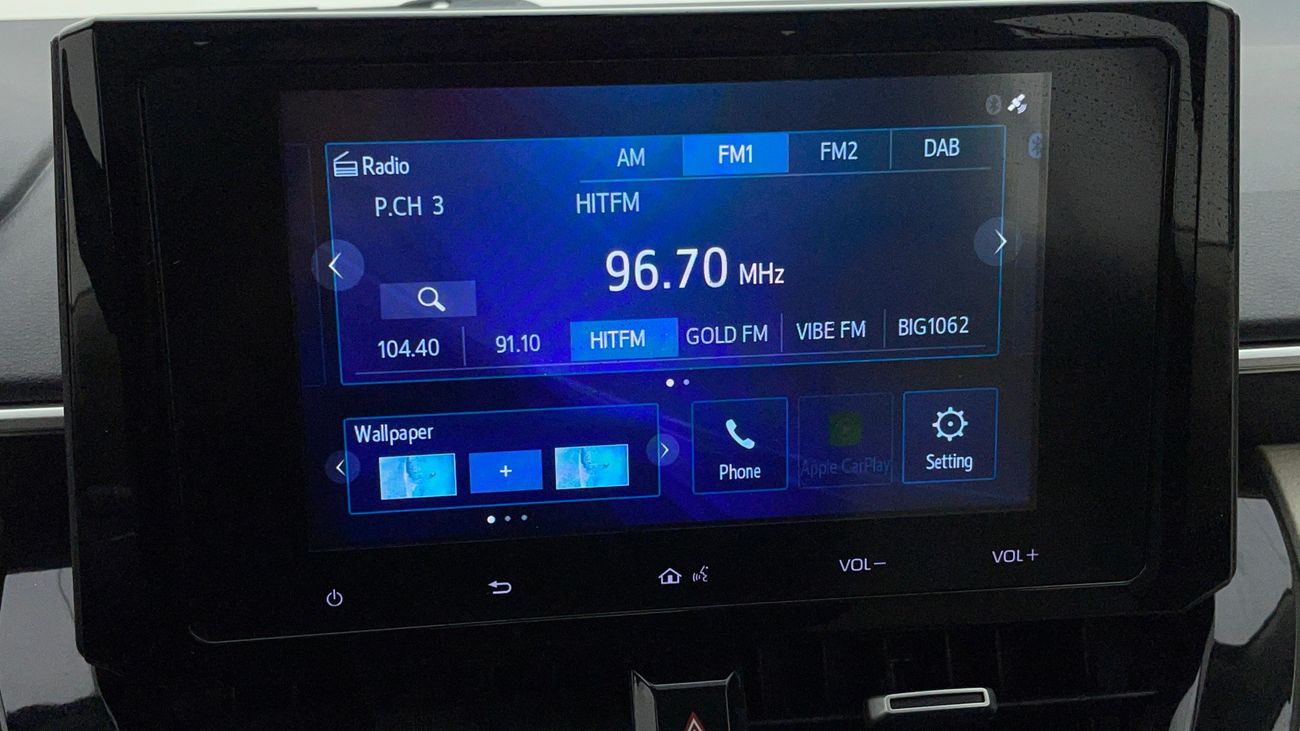 Radio AM FM1 FM2 DAB
P.CH 3 HITFM
96.70 MHz
104.40 91.10 HITFM GOLD FM VIBE FM BIG1062
Wallpaper
+
Phone Apple CarPlay Setting
VOL− VOL+